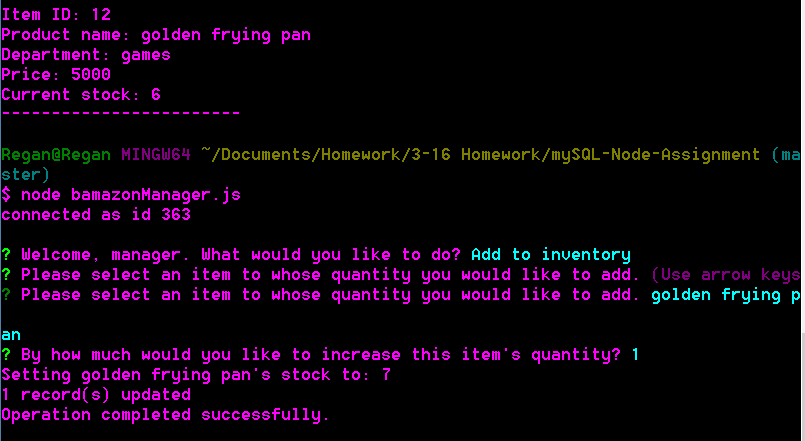 Item ID: 12
Product name: golden frying pan
Department: games
Price: 5000
Current stock: 6
------------------------
Regan@Regan MINGW64 ~/Documents/Homework/3-16 Homework/mySQL-Node-Assignment (ma
ster)
$ node bamazonManager.js
connected as id 363
? Welcome, manager. What would you like to do? Add to inventory
? Please select an item to whose quantity you would like to add. (Use arrow keys
? Please select an item to whose quantity you would like to add. golden frying p
an
? By how much would you like to increase this item's quantity? 1
Setting golden frying pan's stock to: 7
1 record(s) updated
Operation completed successfully.